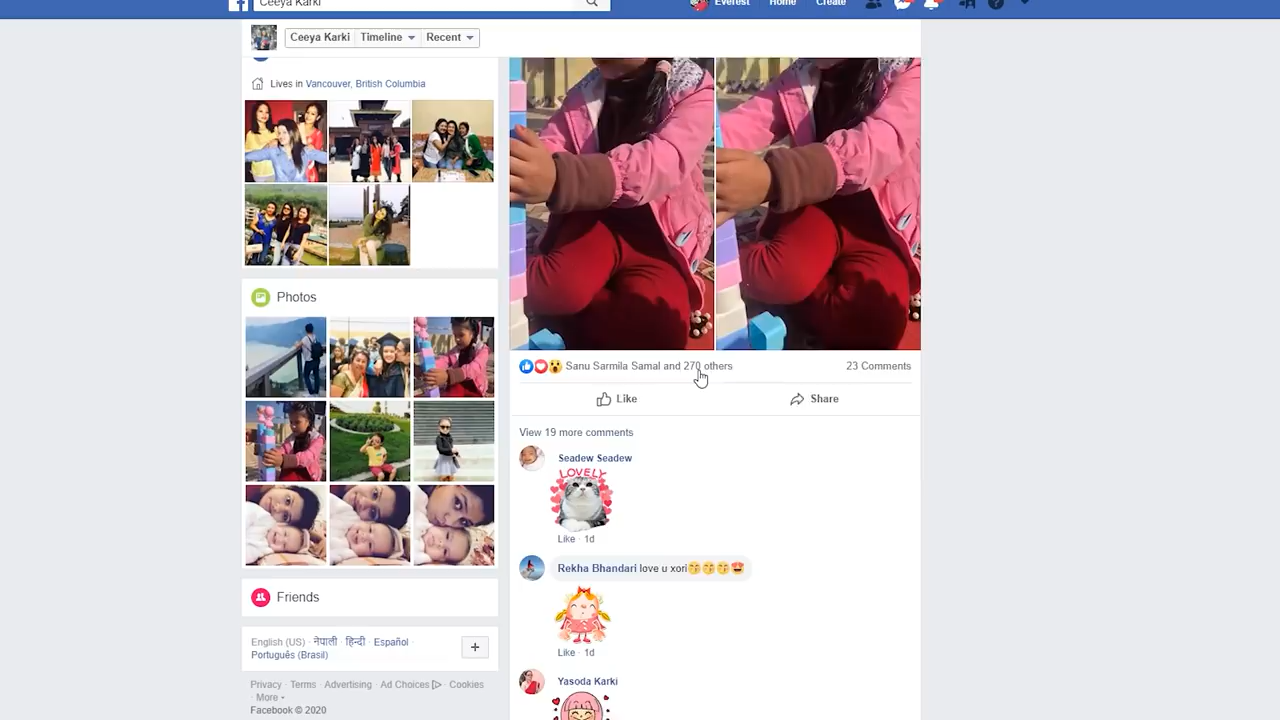 Ceeya Karki
Everest
Home
Create
Ceeya Karki
Timeline
Recent
Lives in Vancouver, British Columbia
Photos
Friends
English (US) · नेपाली · हिन्दी · Español ·
Português (Brasil)
Privacy · Terms · Advertising · Ad Choices · Cookies
· More
Facebook © 2020
Sanu Sarmila Samal and 270 others
23 Comments
Like
Share
View 19 more comments
Seadew Seadew
LOVELY
Like · 1d
Rekha Bhandari love u xori😙😙😙😍
Like · 1d
Yasoda Karki